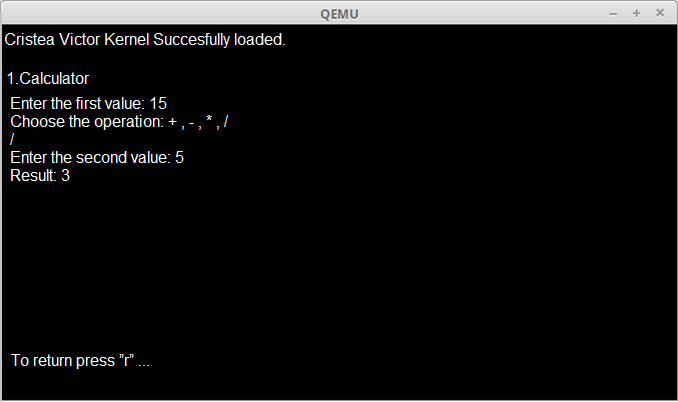 QEMU
Cristea Victor Kernel Succesfully loaded.
1.Calculator
Enter the first value: 15
Choose the operation: + , - , * , /
/
Enter the second value: 5
Result: 3
To return press ”r” ...